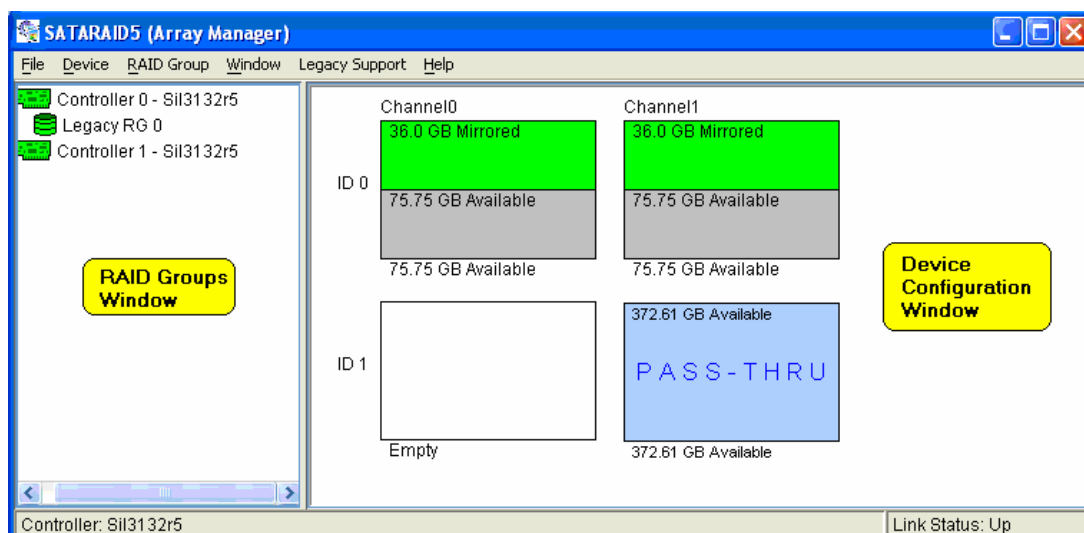 SATARAID5 (Array Manager)
File Device RAID Group Window Legacy Support Help
Controller 0 - SiI3132r5
Legacy RG 0
Controller 1 - SiI3132r5
RAID Groups
Window
Channel0
Channel1
ID 0
36.0 GB Mirrored
36.0 GB Mirrored
75.75 GB Available
75.75 GB Available
75.75 GB Available
75.75 GB Available
ID 1
Empty
372.61 GB Available
PASS-THRU
372.61 GB Available
Device
Configuration
Window
Controller: SiI3132r5
Link Status: Up